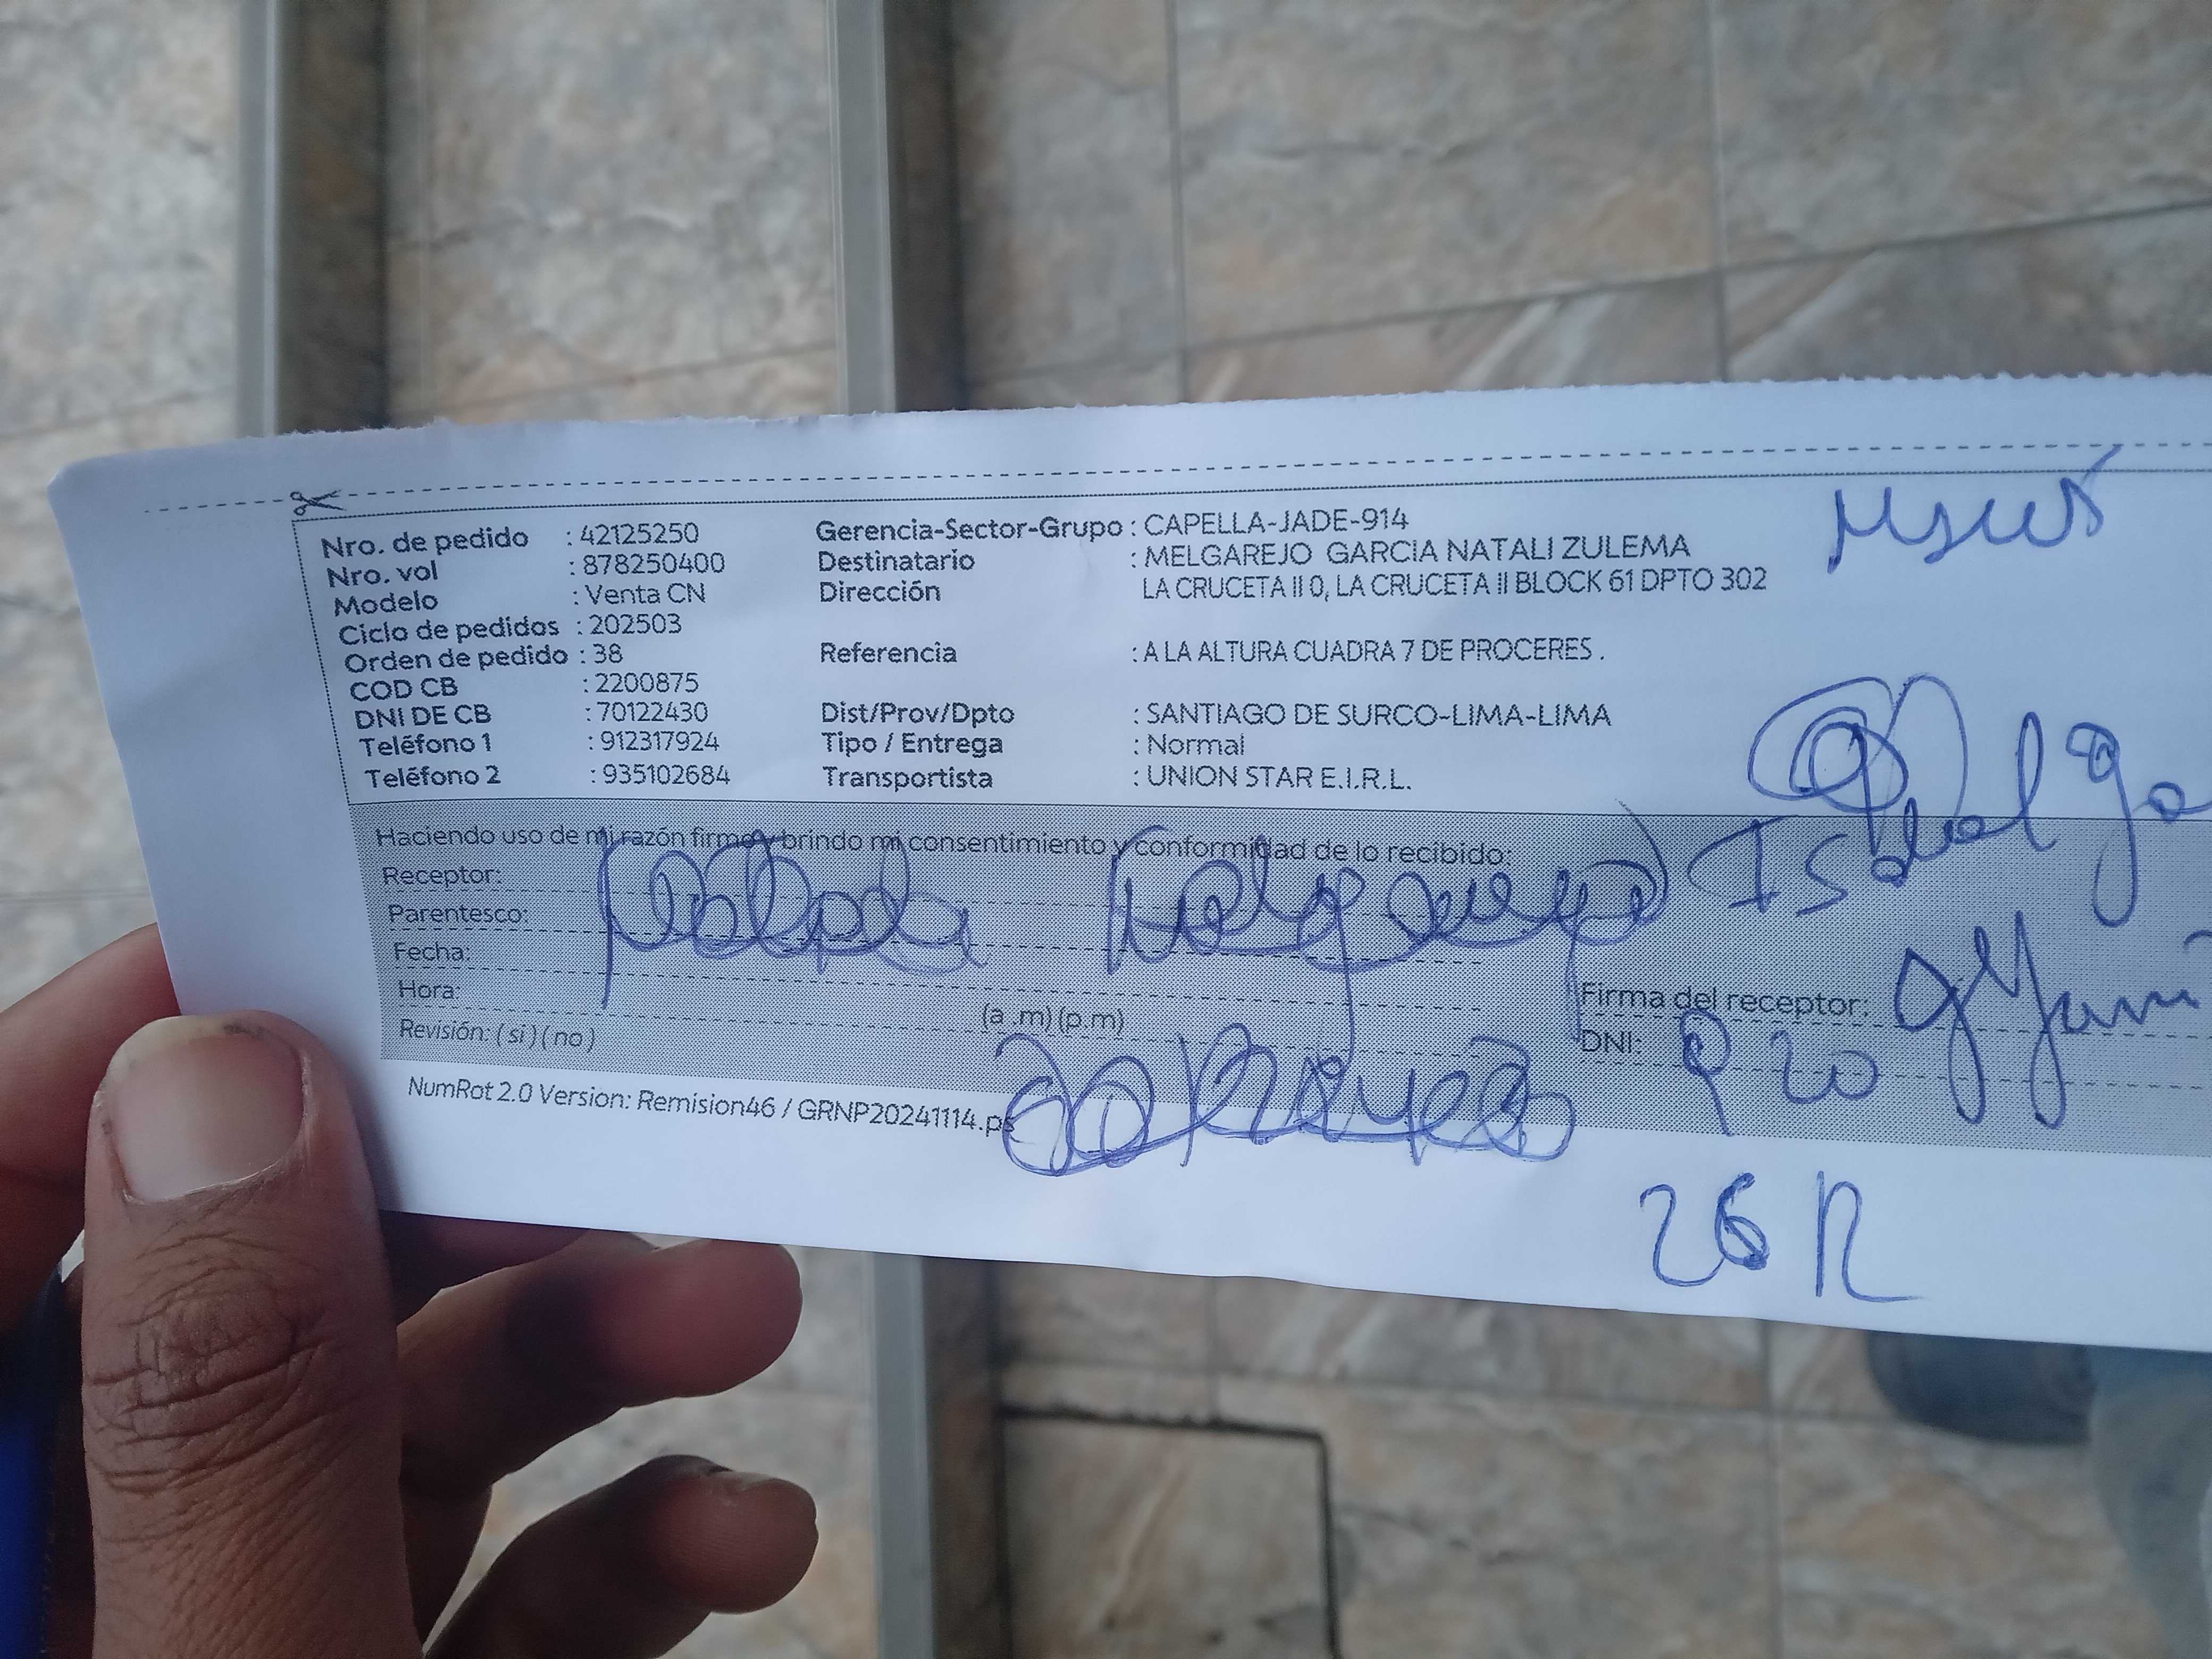 Nro. de pedido : 42125250
Nro. vol : 878250400
Modelo : Venta CN
Ciclo de pedidos : 202503
Orden de pedido : 38
COD CB : 2200875
DNI DE CB : 70122430
Teléfono 1 : 912317924
Teléfono 2 : 935102684
Gerencia-Sector-Grupo : CAPELLA-JADE-914
Destinatario : MELGAREJO GARCIA NATALI ZULEMA
Dirección LA CRUCETA II 0, LA CRUCETA II BLOCK 61 DPTO 302
Referencia : A LA ALTURA CUADRA 7 DE PROCERES .
Dist/Prov/Dpto : SANTIAGO DE SURCO-LIMA-LIMA
Tipo / Entrega : Normal
Transportista : UNION STAR E.I.R.L.
Haciendo uso de mi razón firmo y brindo mi consentimiento y conformidad de lo recibido:
Receptor:
Parentesco:
Fecha:
Hora: (a .m) (p.m)
Revisión: ( si ) ( no )
Isabel
Firma del receptor:
DNI:
NumRot 2.0 Version: Remision46 / GRNP20241114.ps
26 R